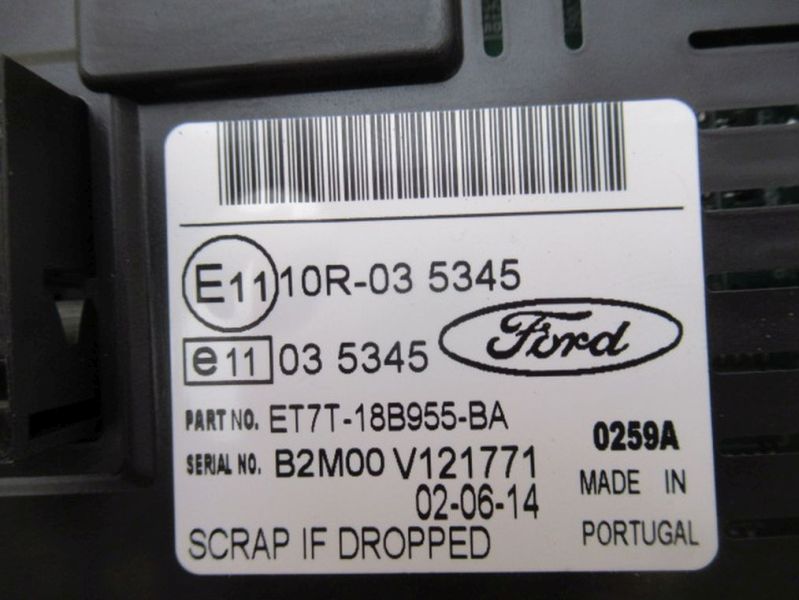 E11 10R-03 5345
e11 03 5345
Ford
PART NO. ET7T-18B955-BA
0259A
SERIAL NO. B2M00 V121771
02-06-14
MADE IN
PORTUGAL
SCRAP IF DROPPED